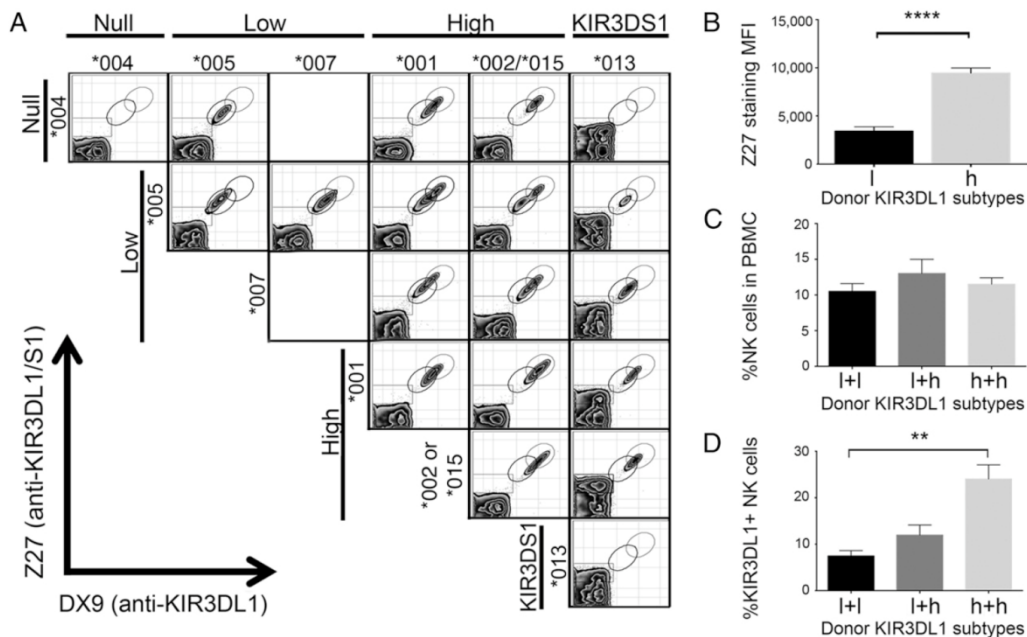 A
Null
Low
High
KIR3DS1
*004
*005
*007
*001
*002/*015
*013
Null
*004
Low
*005
*007
High
*001
*002 or
*015
KIR3DS1
*013
Z27 (anti-KIR3DL1/S1)
DX9 (anti-KIR3DL1)
B
Z27 staining MFI
15,000
10,000
5,000
0
****
l
h
Donor KIR3DL1 subtypes
C
%NK cells in PBMC
20
15
10
5
0
l+l
l+h
h+h
Donor KIR3DL1 subtypes
D
%KIR3DL1+ NK cells
30
20
10
0
**
l+l
l+h
h+h
Donor KIR3DL1 subtypes